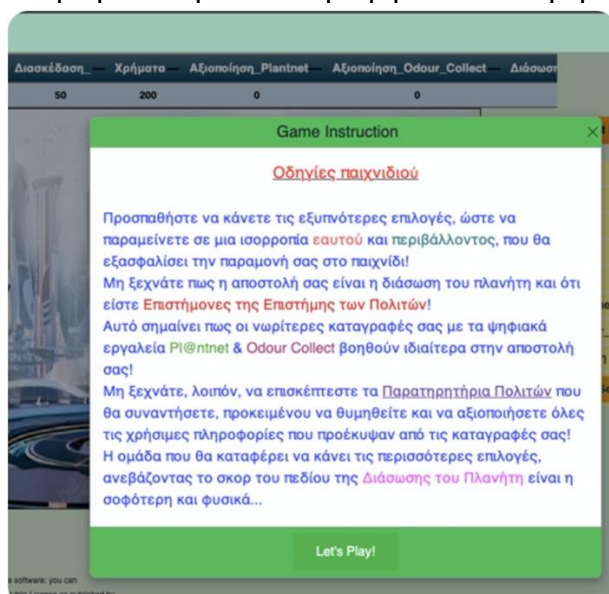 Διασκέδαση_ Χρήματα Αξιοποίηση_Plantnet Αξιοποίηση_Odour_Collect Διάσωση
50 200 0 0
Game Instruction ×
Οδηγίες παιχνιδιού
Προσπαθήστε να κάνετε τις εξυπνότερες επιλογές, ώστε να
παραμείνετε σε μια ισορροπία εαυτού και περιβάλλοντος, που θα
εξασφαλίσει την παραμονή σας στο παιχνίδι!
Μη ξεχνάτε πως η αποστολή σας είναι η διάσωση του πλανήτη και ότι
είστε Επιστήμονες της Επιστήμης των Πολιτών!
Αυτό σημαίνει πως οι νωρίτερες καταγραφές σας με τα ψηφιακά
εργαλεία Pl@ntnet & Odour Collect βοηθούν ιδιαίτερα στην αποστολή
σας!
Μη ξεχνάτε, λοιπόν, να επισκέπτεστε τα Παρατηρητήρια Πολιτών που
θα συναντήσετε, προκειμένου να θυμηθείτε και να αξιοποιήσετε όλες
τις χρήσιμες πληροφορίες που προέκυψαν από τις καταγραφές σας!
Η ομάδα που θα καταφέρει να κάνει τις περισσότερες επιλογές,
ανεβάζοντας το σκορ του πεδίου της Διάσωσης του Πλανήτη είναι η
σοφότερη και φυσικά...
Let's Play!
software: you can